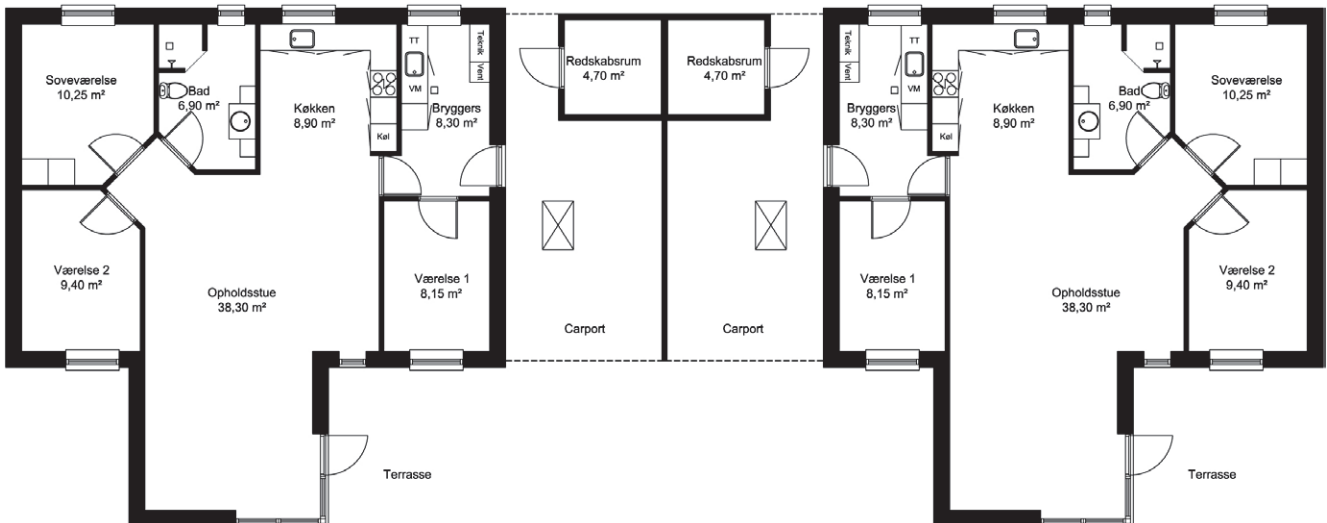 Soveværelse
10,25 m²
Bad
6,90 m²
Køkken
8,90 m²
Køl
TT
VM
Teknik
Vent
Bryggers
8,30 m²
Værelse 2
9,40 m²
Opholdsstue
38,30 m²
Værelse 1
8,15 m²
Terrasse
Redskabsrum
4,70 m²
Carport
Redskabsrum
4,70 m²
Carport
Teknik
Vent
TT
VM
Bryggers
8,30 m²
Køl
Køkken
8,90 m²
Bad
6,90 m²
Soveværelse
10,25 m²
Værelse 1
8,15 m²
Opholdsstue
38,30 m²
Værelse 2
9,40 m²
Terrasse